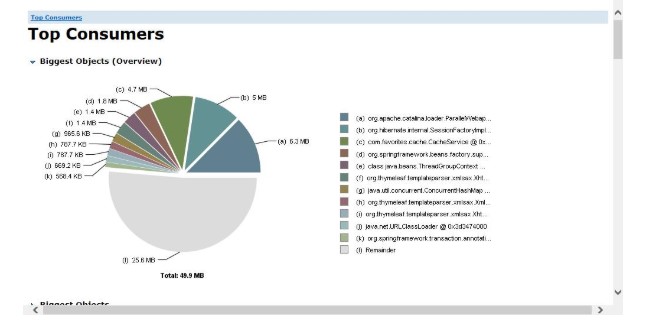 Top Consumers
Top Consumers
Biggest Objects (Overview)
(c) 4.7 MB
(d) 1.8 MB
(e) 1.4 MB
(f) 1.4 MB
(g) 965.6 KB
(h) 787.7 KB
(i) 787.7 KB
(j) 669.2 KB
(k) 558.4 KB
(b) 5 MB
(a) 6.3 MB
(l) 25.6 MB
Total: 49.9 MB
(a) org.apache.catalina.loader.ParallelWebap...
(b) org.hibernate.internal.SessionFactoryImpl...
(c) com.favorites.cache.CacheService @ 0x...
(d) org.springframework.beans.factory.sup...
(e) class java.beans.ThreadGroupContext ...
(f) org.thymeleaf.templateparser.xmlsax.Xht...
(g) java.util.concurrent.ConcurrentHashMap ...
(h) org.thymeleaf.templateparser.xmlsax.Xml...
(i) org.thymeleaf.templateparser.xmlsax.Xht...
(j) java.net.URLClassLoader @ 0x3d3474000
(k) org.springframework.transaction.annotati...
(l) Remainder
Biggest Objects